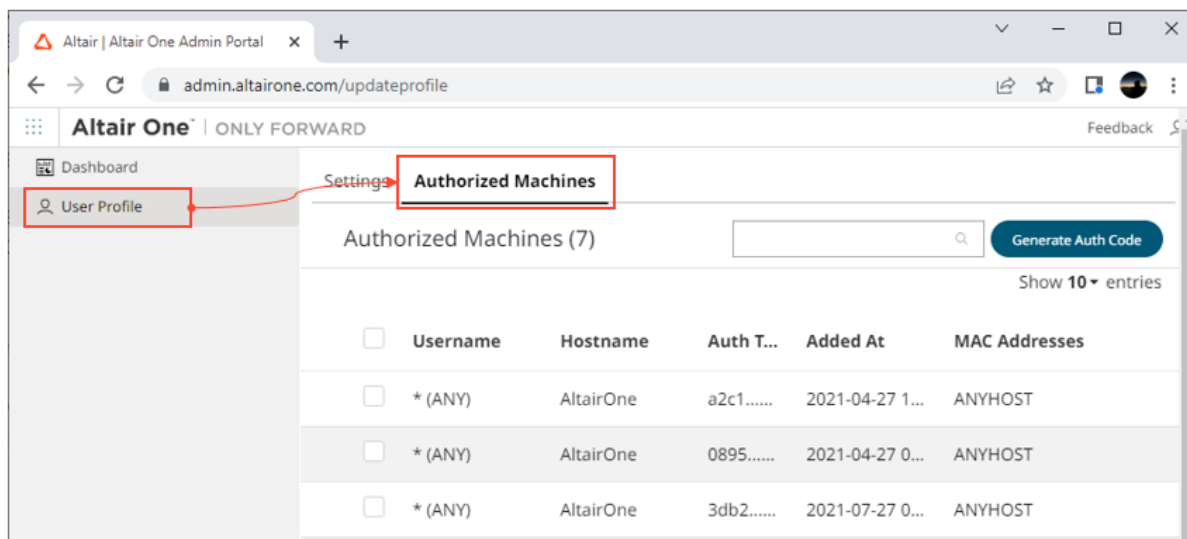 Altair | Altair One Admin Portal
admin.altairone.com/updateprofile
Altair One™ | ONLY FORWARD
Feedback
Dashboard
User Profile
Settings
Authorized Machines
Authorized Machines (7)
Generate Auth Code
Show 10 entries
Username Hostname Auth T... Added At MAC Addresses
* (ANY) AltairOne a2c1...... 2021-04-27 1... ANYHOST
* (ANY) AltairOne 0895...... 2021-04-27 0... ANYHOST
* (ANY) AltairOne 3db2...... 2021-07-27 0... ANYHOST